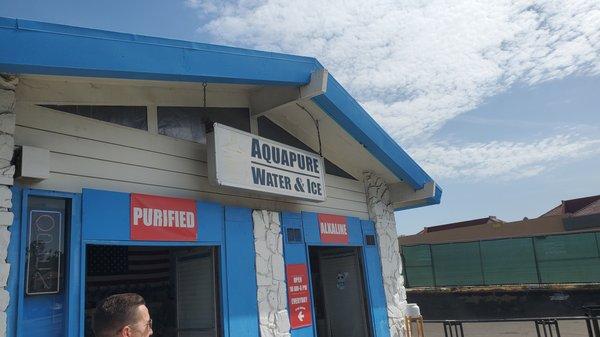 AQUAPURE
WATER & ICE
PURIFIED
ALKALINE
OPEN
EVERYDAY